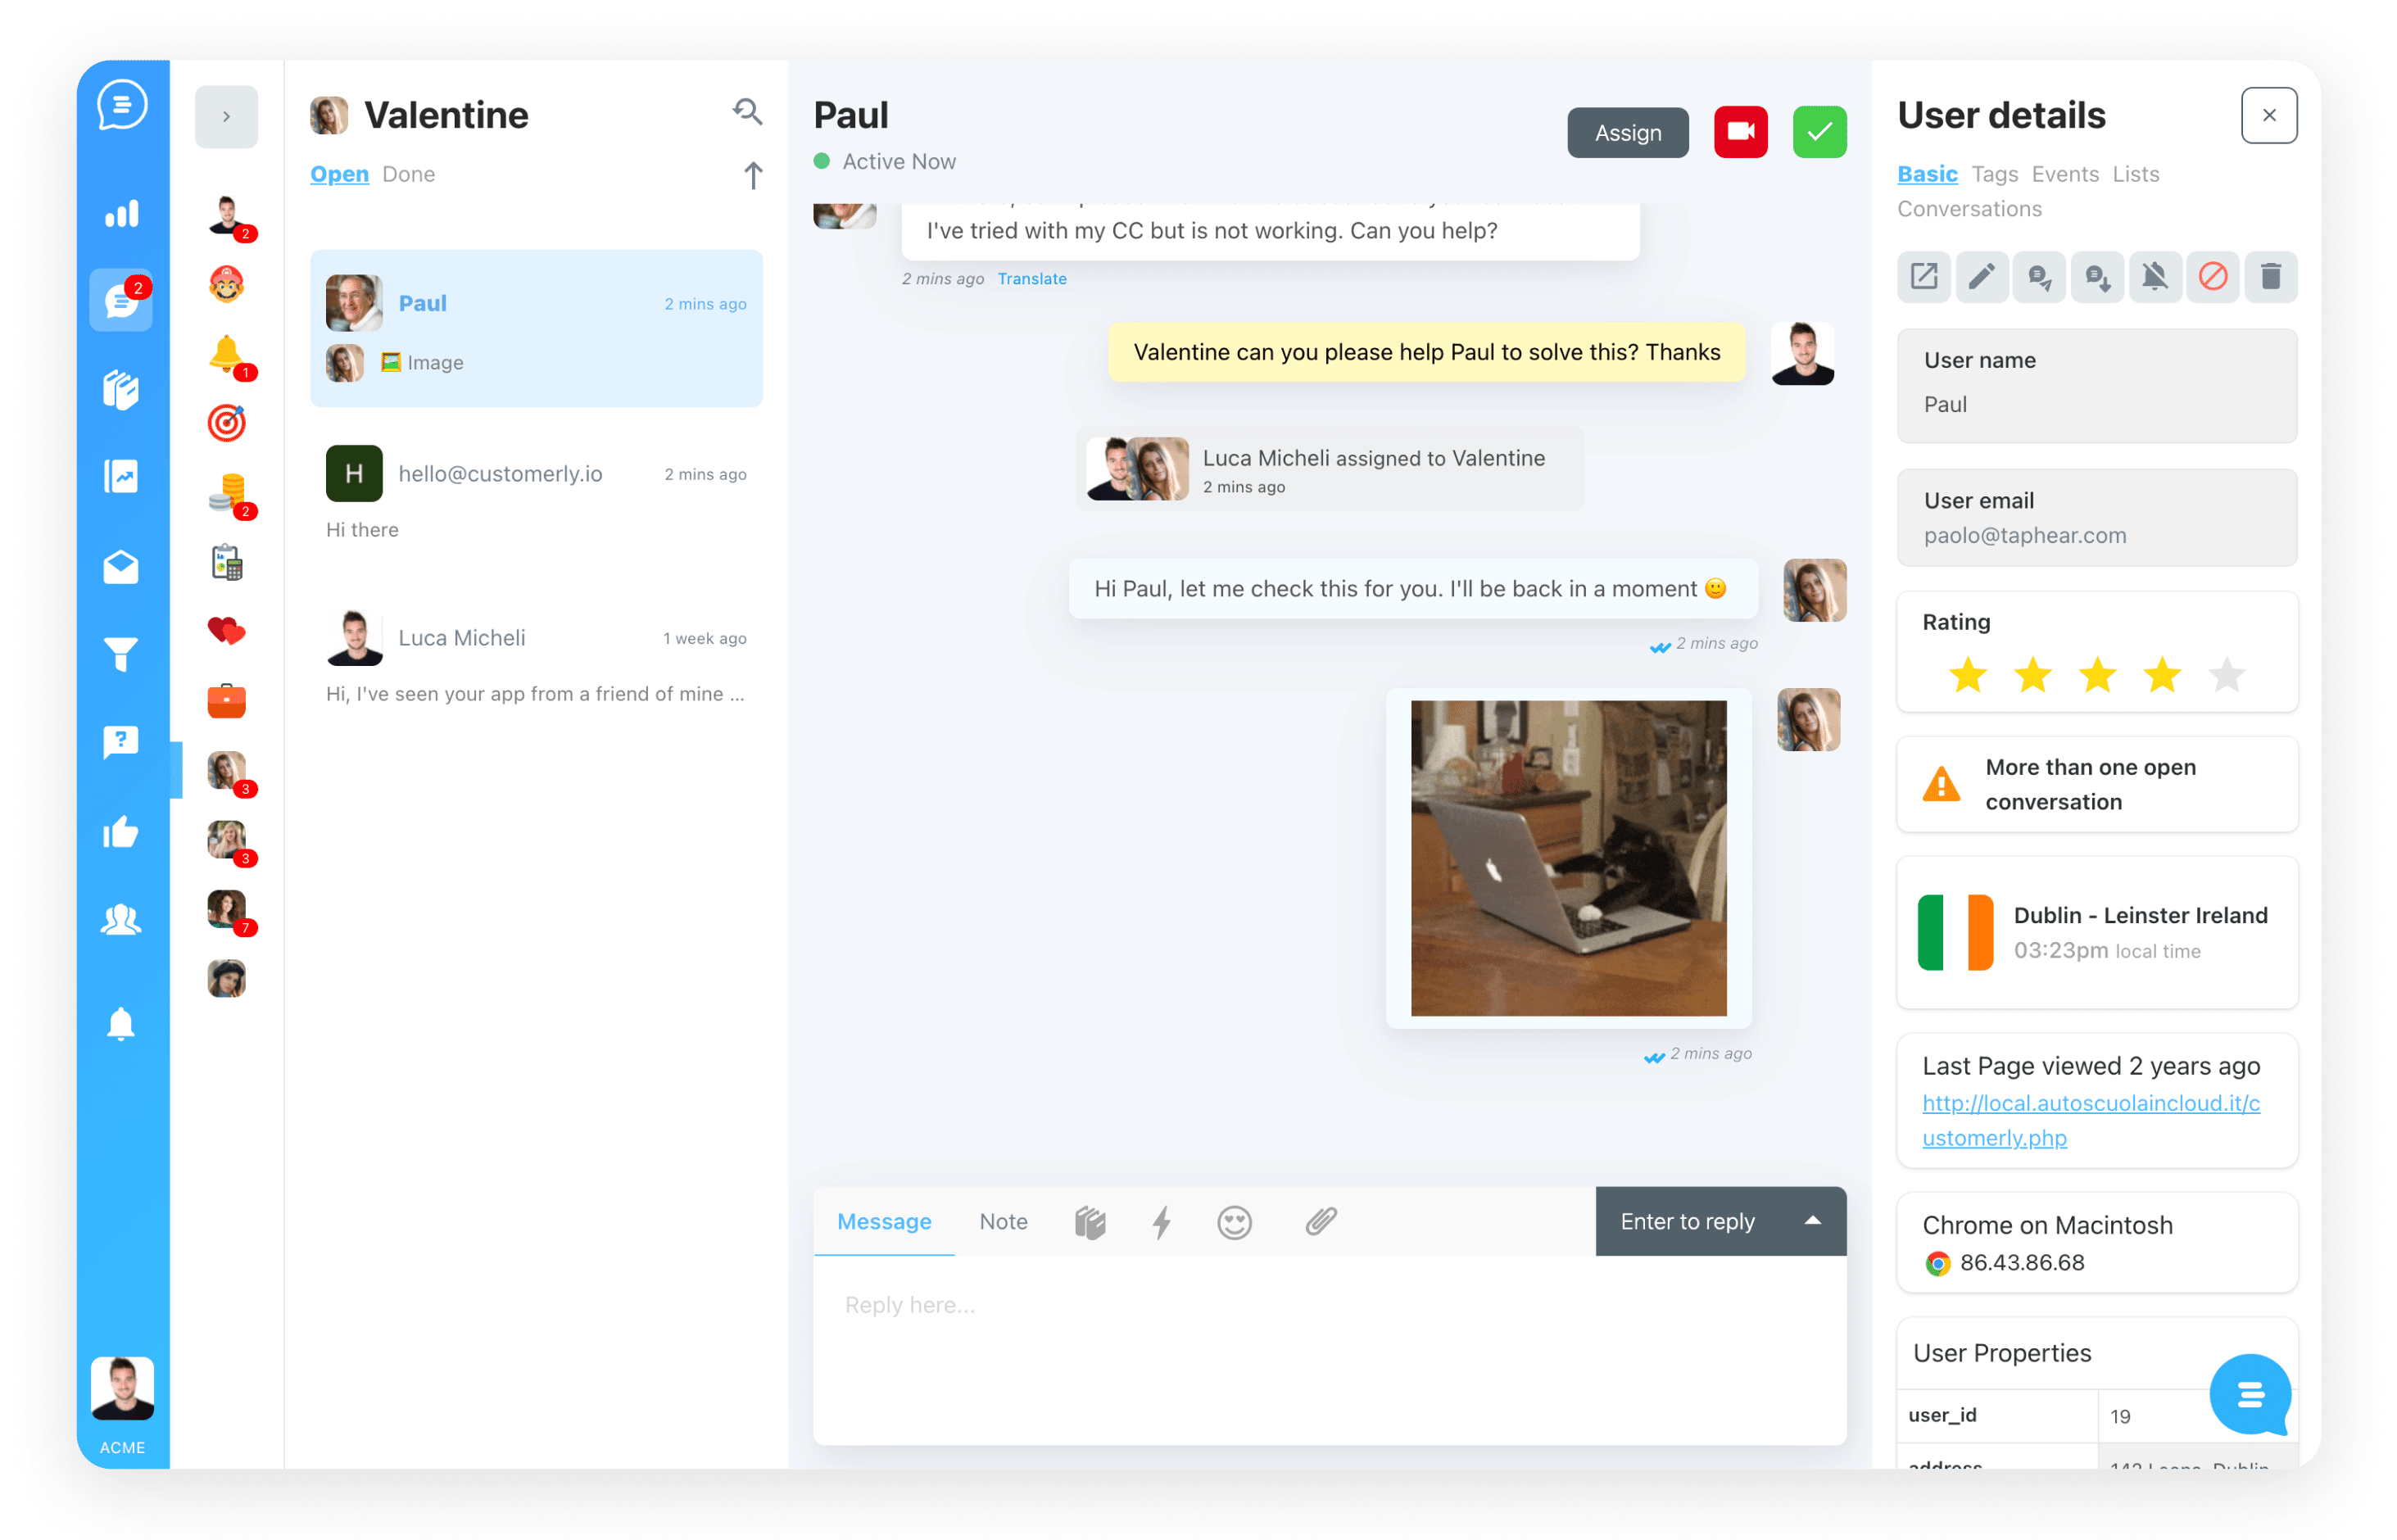 2
ACME
2
1
2
3
3
7
Valentine
Open Done
Paul
2 mins ago
🖼️ Image
H
hello@customerly.io
2 mins ago
Hi there
Luca Micheli
1 week ago
Hi, I've seen your app from a friend of mine ...
Paul
Active Now
Assign
I've tried with my CC but is not working. Can you help?
2 mins ago Translate
Valentine can you please help Paul to solve this? Thanks
Luca Micheli assigned to Valentine
2 mins ago
Hi Paul, let me check this for you. I'll be back in a moment 🙂
2 mins ago
2 mins ago
Message
Note
Enter to reply
Reply here...
User details
Basic Tags Events Lists
Conversations
User name
Paul
User email
paolo@taphear.com
Rating
More than one open
conversation
Dublin - Leinster Ireland
03:23pm local time
Last Page viewed 2 years ago
http://local.autoscuolaincloud.it/c
ustomerly.php
Chrome on Macintosh
86.43.86.68
User Properties
user_id
19
address
Dublin